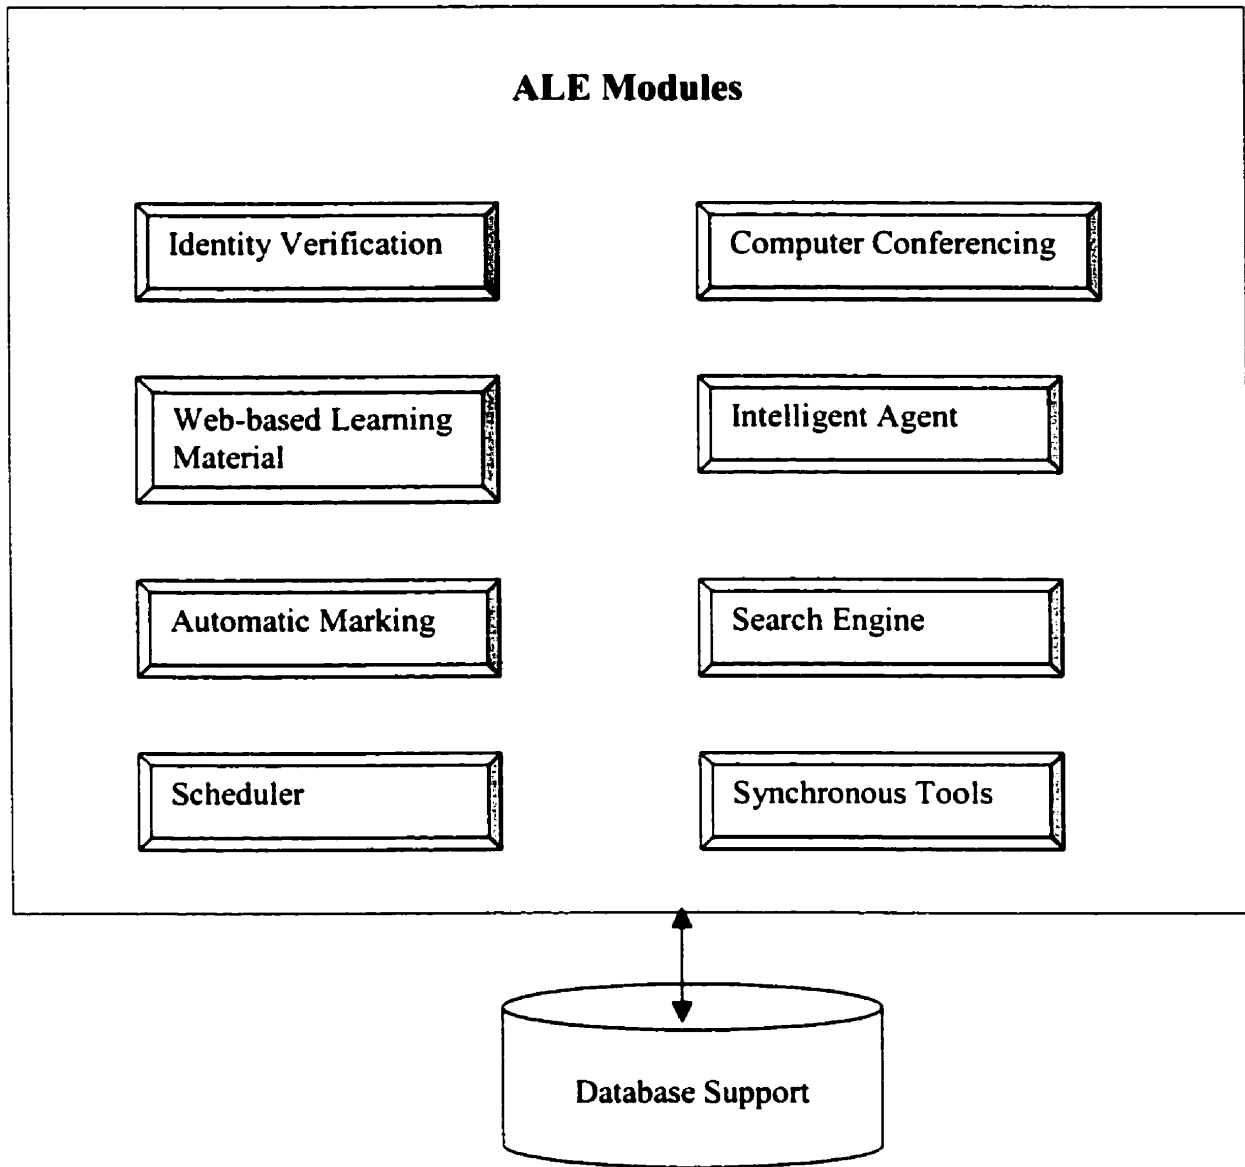 ALE Modules
Identity Verification
Computer Conferencing
Web-based Learning
Material
Intelligent Agent
Automatic Marking
Search Engine
Scheduler
Synchronous Tools
Database Support